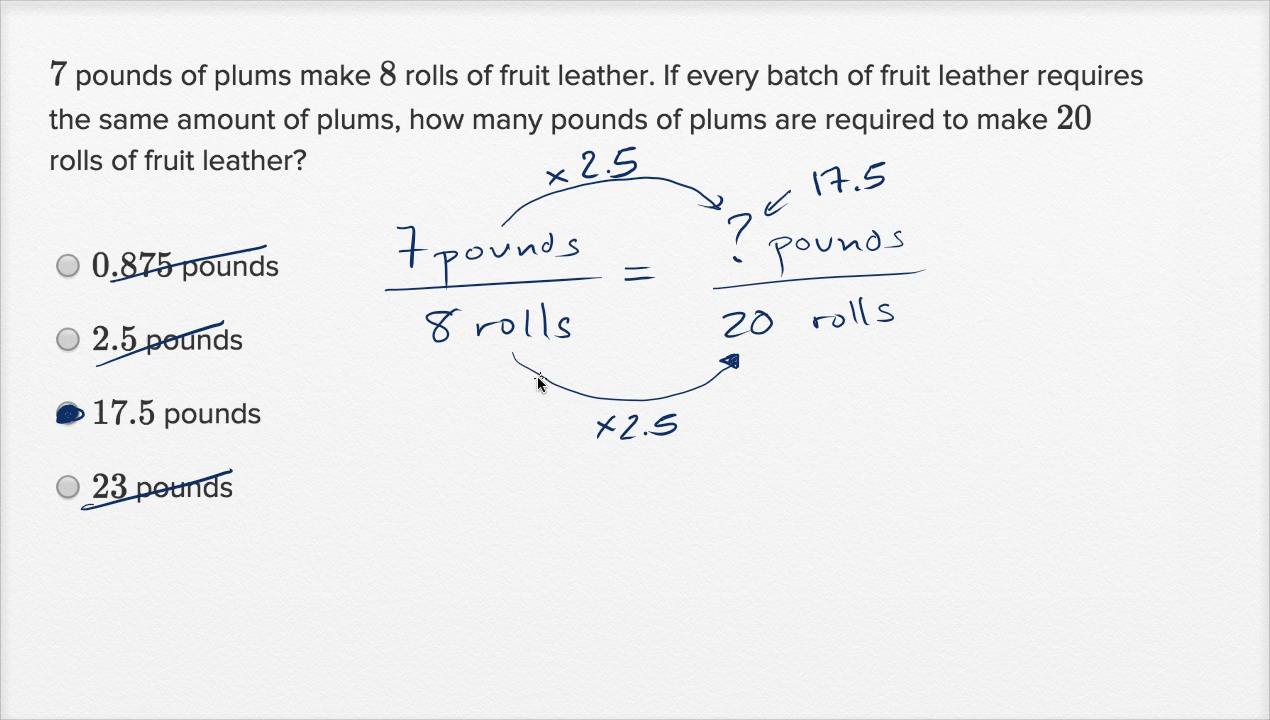 7 pounds of plums make 8 rolls of fruit leather. If every batch of fruit leather requires
the same amount of plums, how many pounds of plums are required to make 20
rolls of fruit leather?
× 2.5
17.5
7 pounds
8 rolls
=
? pounds
20 rolls
×2.5
0.875 pounds
2.5 pounds
17.5 pounds
23 pounds